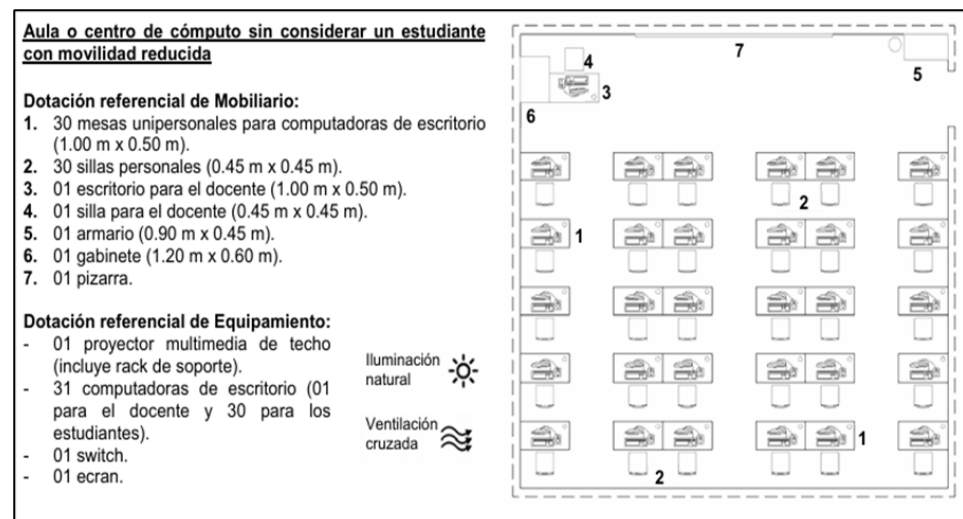 Aula o centro de cómputo sin considerar un estudiante
con movilidad reducida
Dotación referencial de Mobiliario:
1. 30 mesas unipersonales para computadoras de escritorio
(1.00 m x 0.50 m).
2. 30 sillas personales (0.45 m x 0.45 m).
3. 01 escritorio para el docente (1.00 m x 0.50 m).
4. 01 silla para el docente (0.45 m x 0.45 m).
5. 01 armario (0.90 m x 0.45 m).
6. 01 gabinete (1.20 m x 0.60 m).
7. 01 pizarra.
Dotación referencial de Equipamiento:
- 01 proyector multimedia de techo
(incluye rack de soporte).
- 31 computadoras de escritorio (01
para el docente y 30 para los
estudiantes).
- 01 switch.
- 01 ecran.
Iluminación
natural
Ventilación
cruzada
7
4
5
3
6
2
1
1
2